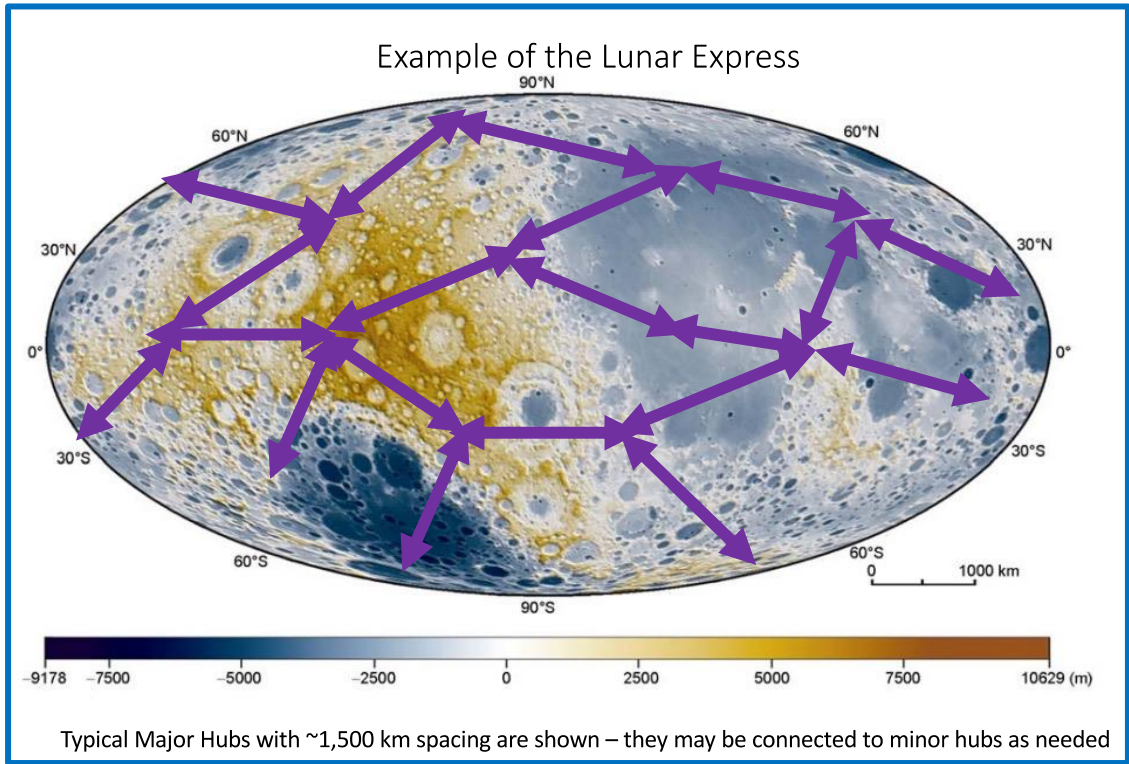 Example of the Lunar Express
90°N
60°N
60°N
30°N
30°N
0°
0°
30°S
30°S
60°S
60°S
0 1000 km
90°S
−9178 −7500 −5000 −2500 0 2500 5000 7500 10629 (m)
Typical Major Hubs with ~1,500 km spacing are shown – they may be connected to minor hubs as needed